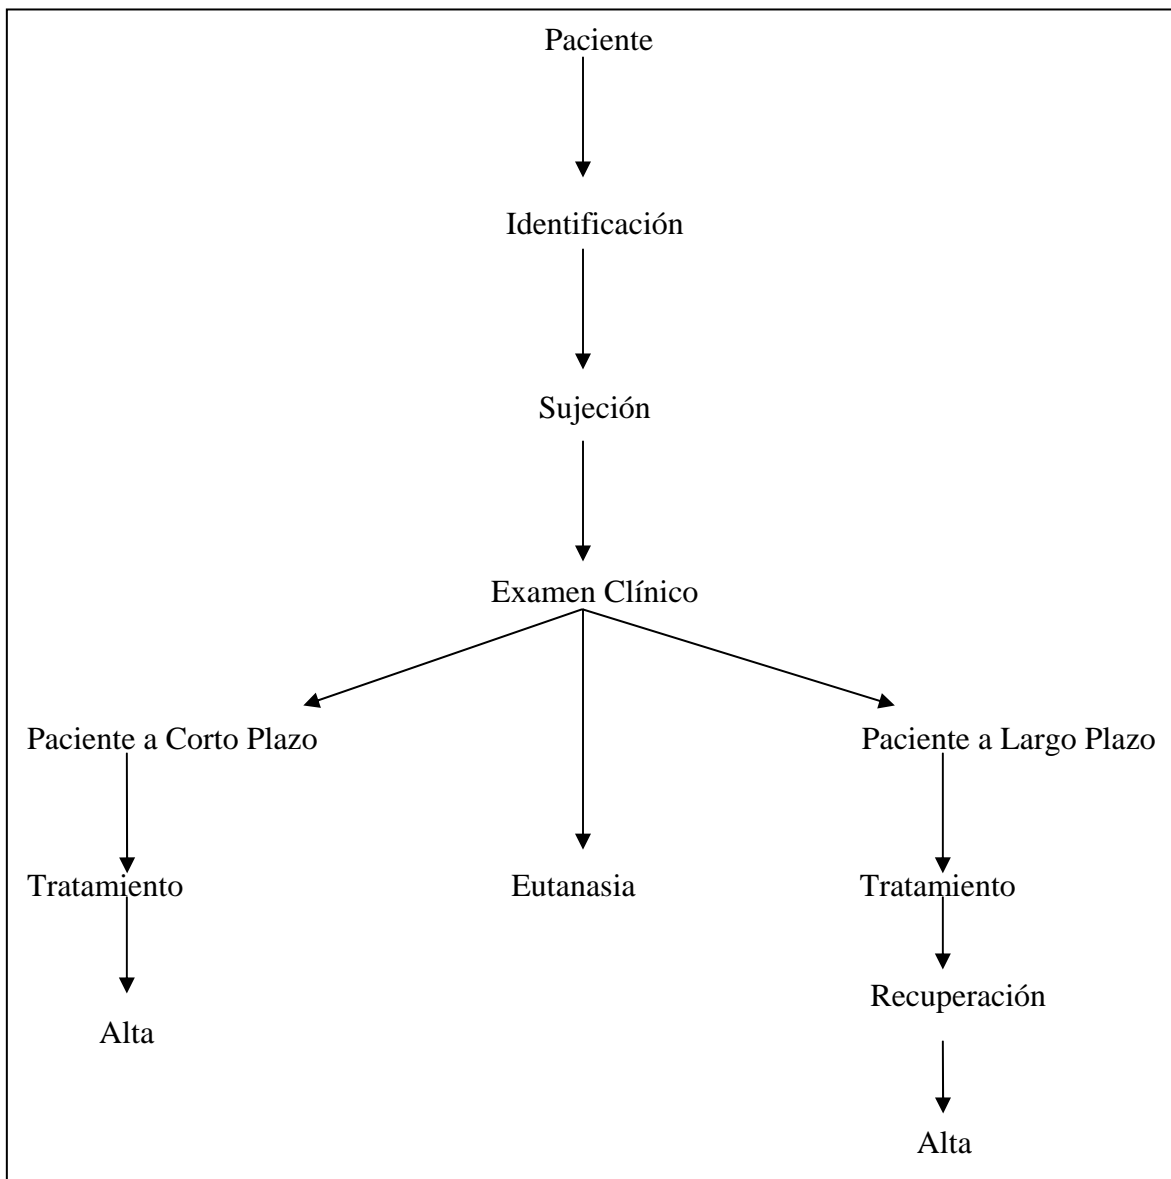 Paciente
Identificación
Sujeción
Examen Clínico
Paciente a Corto Plazo
Paciente a Largo Plazo
Tratamiento
Eutanasia
Tratamiento
Recuperación
Alta
Alta